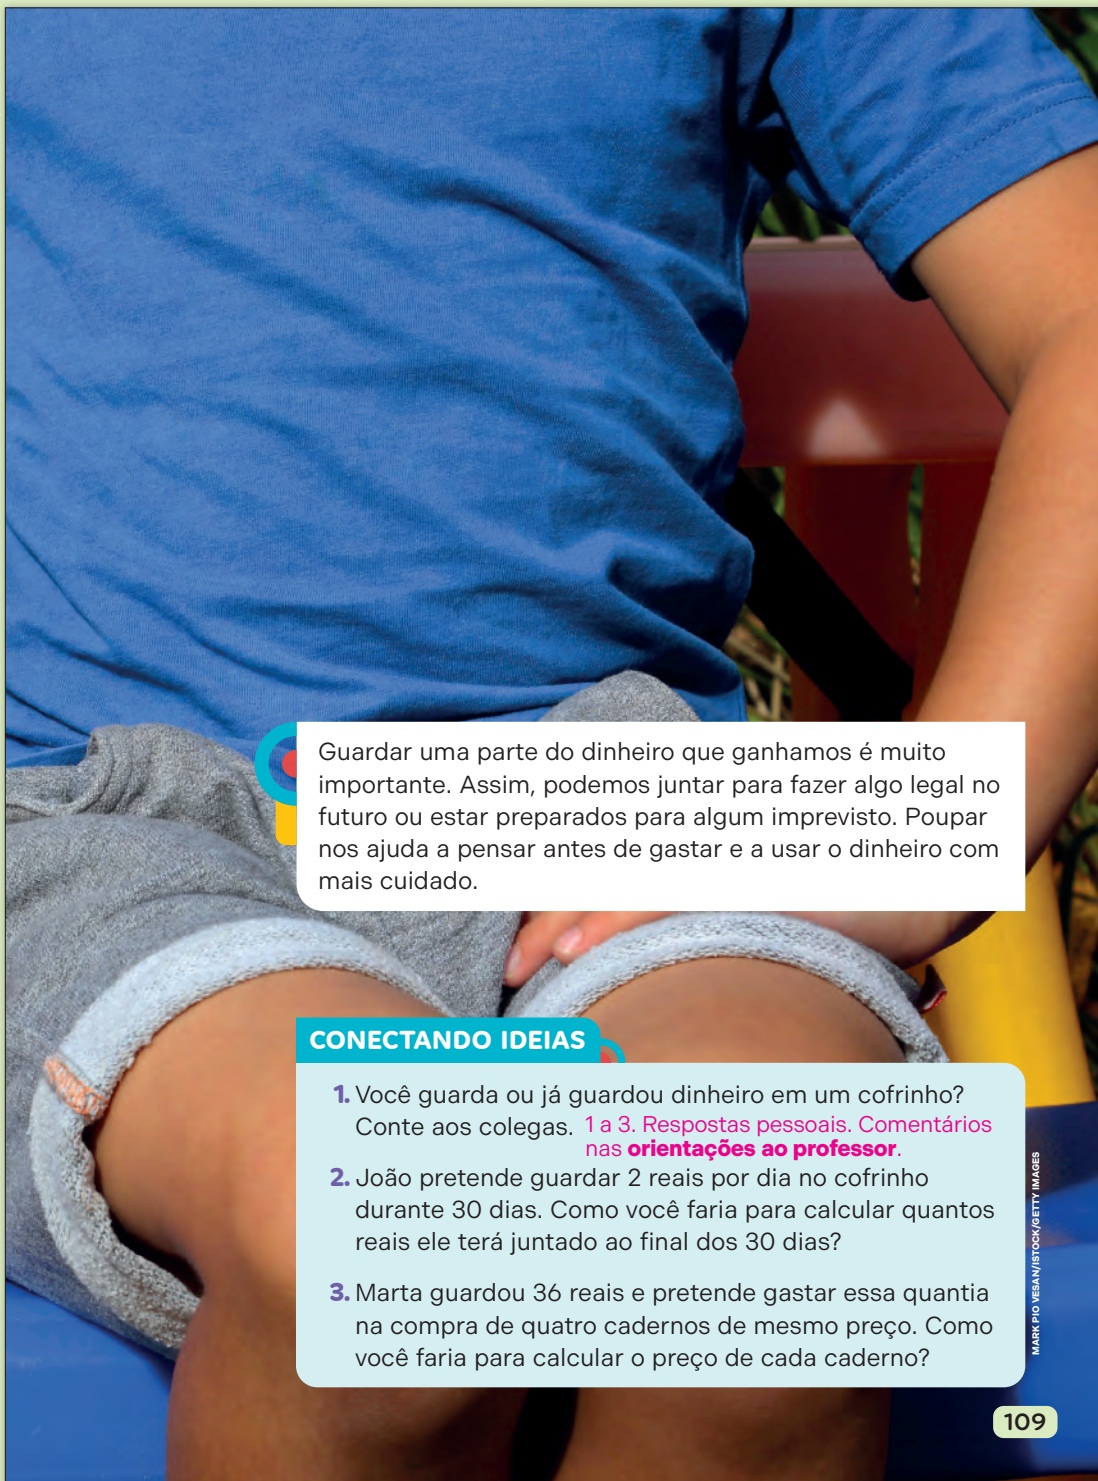 Guardar uma parte do dinheiro que ganhamos é muito
importante. Assim, podemos juntar para fazer algo legal no
futuro ou estar preparados para algum imprevisto. Poupar
nos ajuda a pensar antes de gastar e a usar o dinheiro com
mais cuidado.
CONECTANDO IDEIAS
1. Você guarda ou já guardou dinheiro em um cofrinho?
Conte aos colegas. 1 a 3. Respostas pessoais. Comentários
nas orientações ao professor.
2. João pretende guardar 2 reais por dia no cofrinho
durante 30 dias. Como você faria para calcular quantos
reais ele terá juntado ao final dos 30 dias?
3. Marta guardou 36 reais e pretende gastar essa quantia
na compra de quatro cadernos de mesmo preço. Como
você faria para calcular o preço de cada caderno?
MARK PIO VESAN/ISTOCK/GETTY IMAGES
109